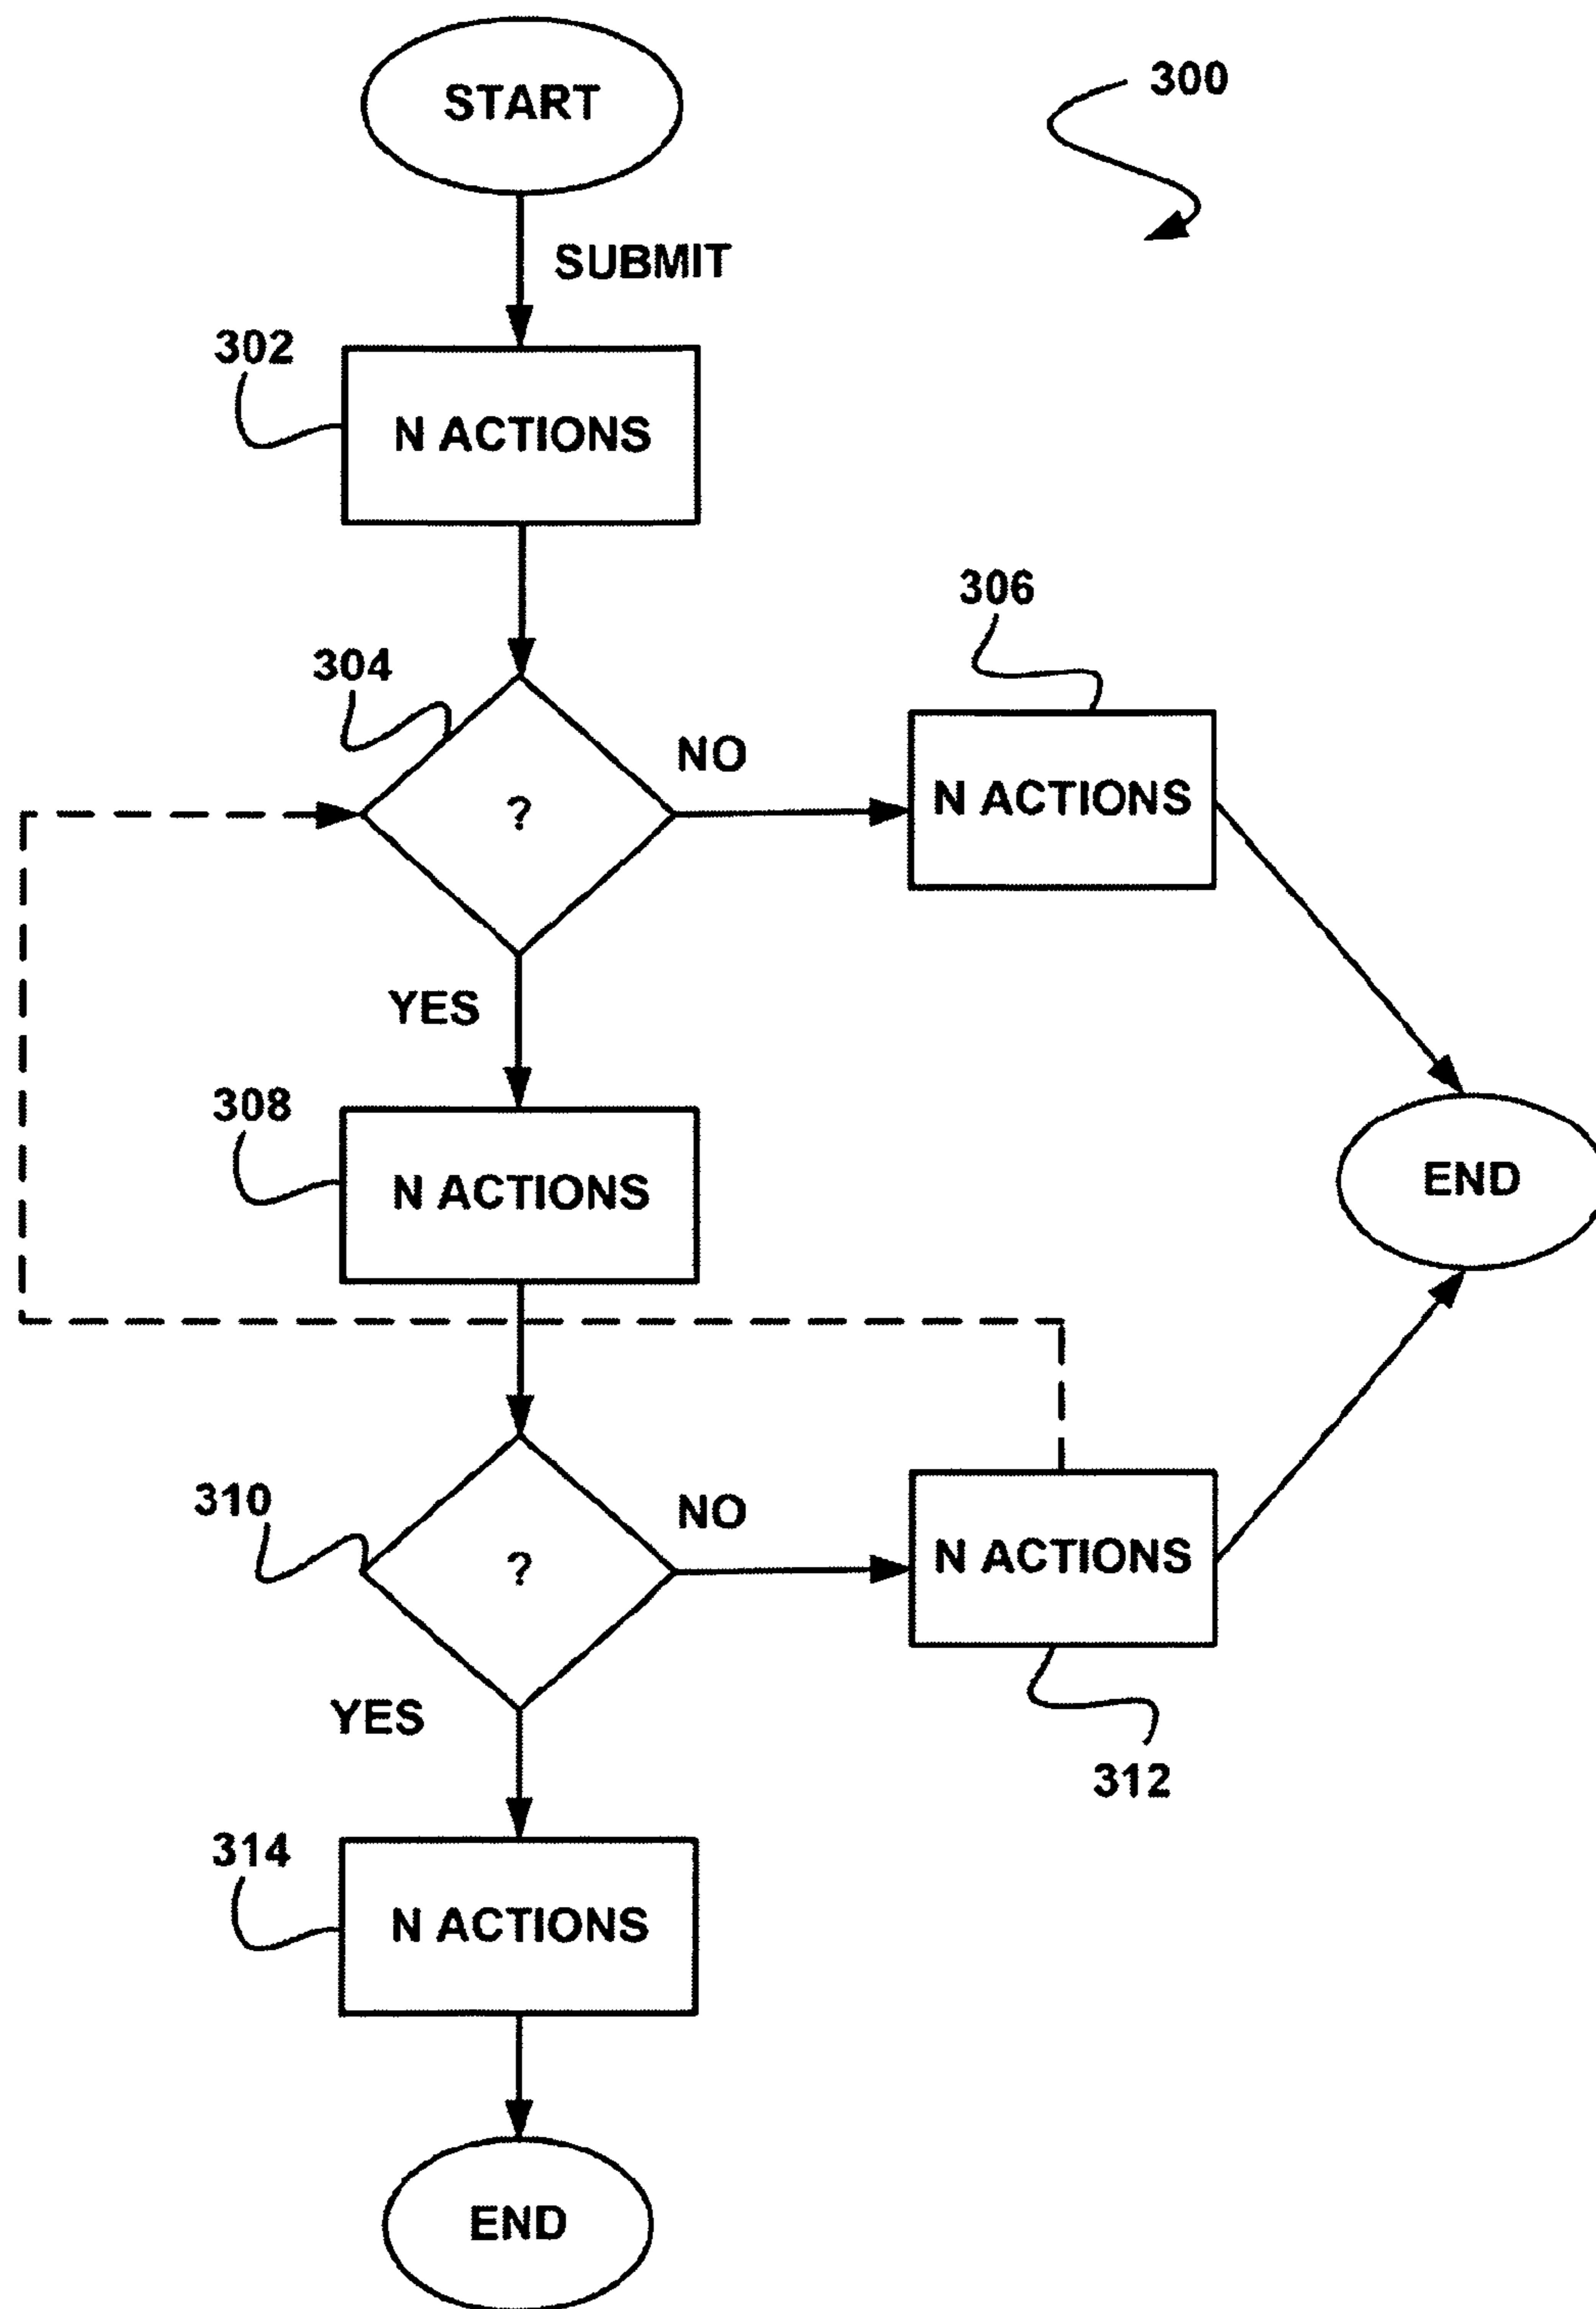 START
300
SUBMIT
302
N ACTIONS
306
304
NO
?
N ACTIONS
YES
308
N ACTIONS
END
310
NO
?
N ACTIONS
YES
312
314
N ACTIONS
END